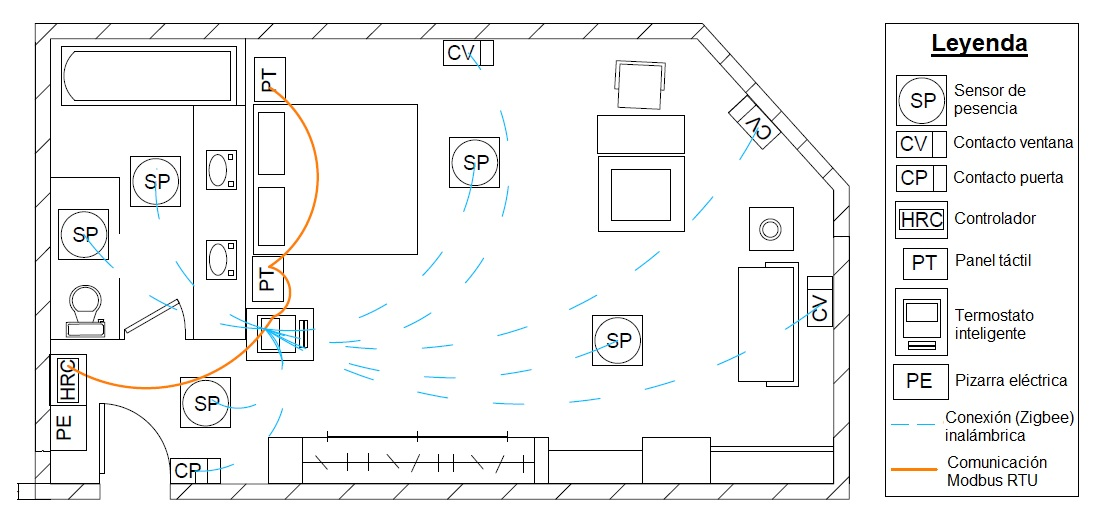 CV
PT
CV
SP
SP
SP
PT
CV
SP
HRC
SP
PE
CP
Leyenda
SP
Sensor de
pesencia
CV
Contacto ventana
CP
Contacto puerta
HRC
Controlador
PT
Panel táctil
Termostato
inteligente
PE
Pizarra eléctrica
Conexión (Zigbee)
inalámbrica
Comunicación
Modbus RTU